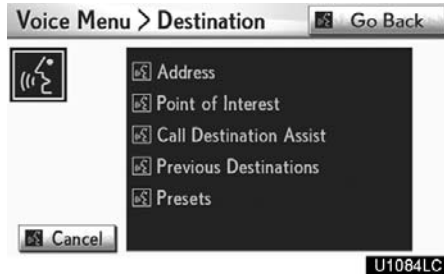 Voice Menu > Destination
Go Back
Address
Point of Interest
Call Destination Assist
Previous Destinations
Presets
Cancel
U1084LC